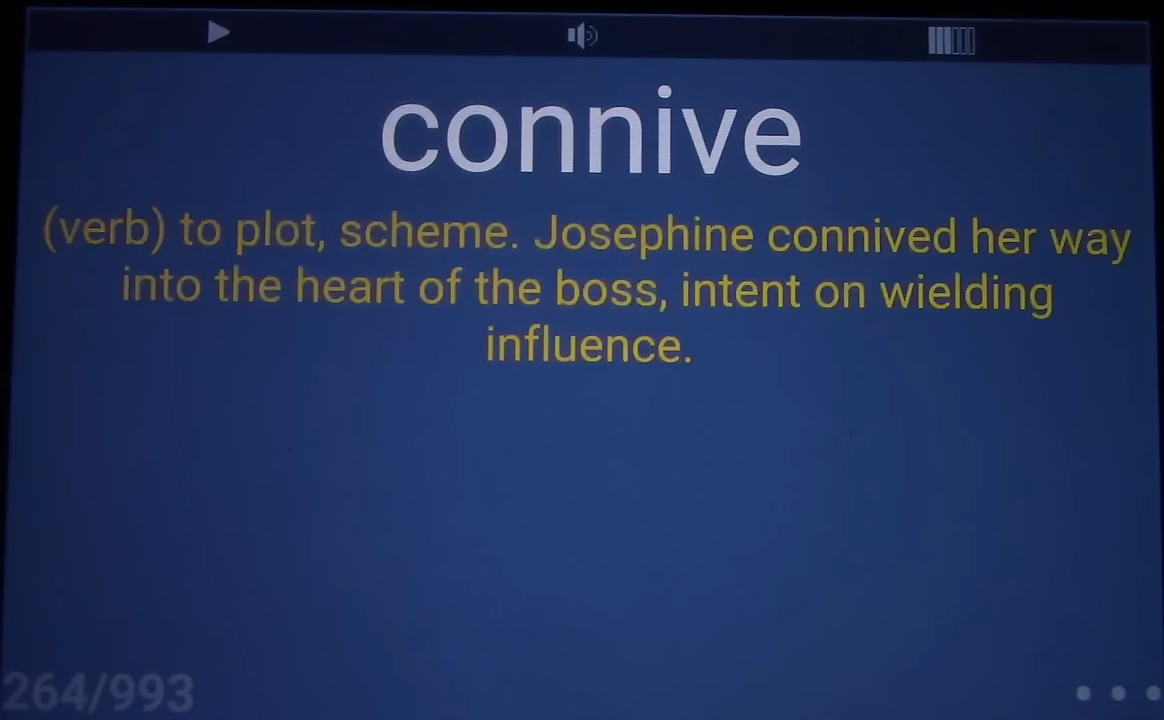 connive
(verb) to plot, scheme. Josephine connived her way
into the heart of the boss, intent on wielding
influence.
264/993